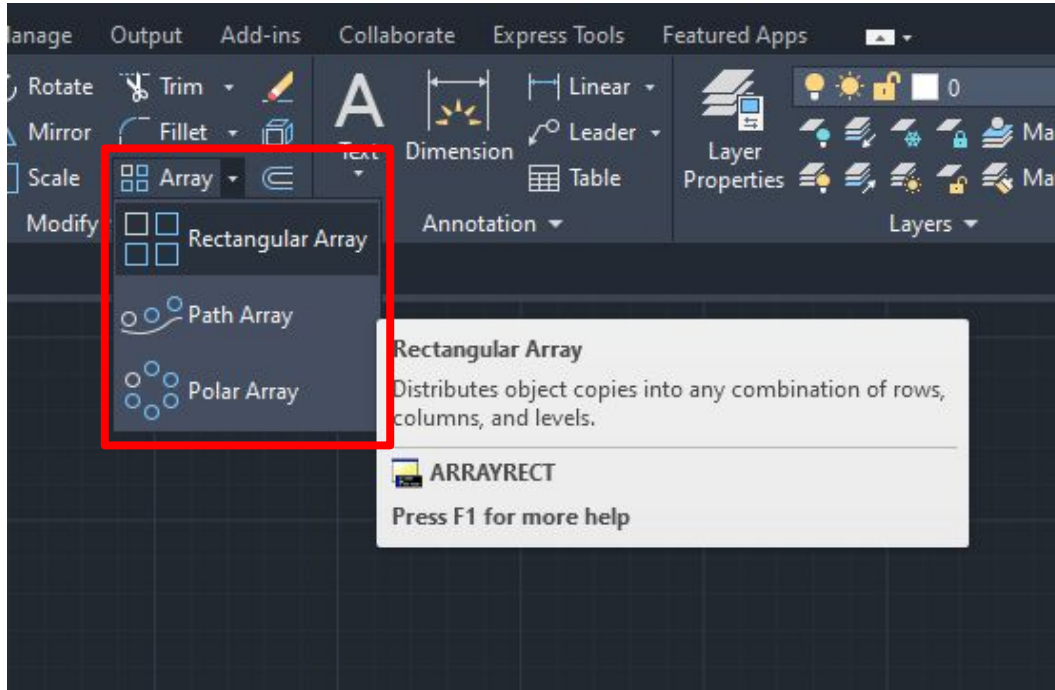 Manage Output Add-ins Collaborate Express Tools Featured Apps
Rotate Trim Linear 0
Mirror Fillet Leader
Text Dimension Layer
Scale Array Table Properties
Modify Annotation Layers
Rectangular Array
Path Array
Polar Array
Rectangular Array
Distributes object copies into any combination of rows,
columns, and levels.
ARRAYRECT
Press F1 for more help